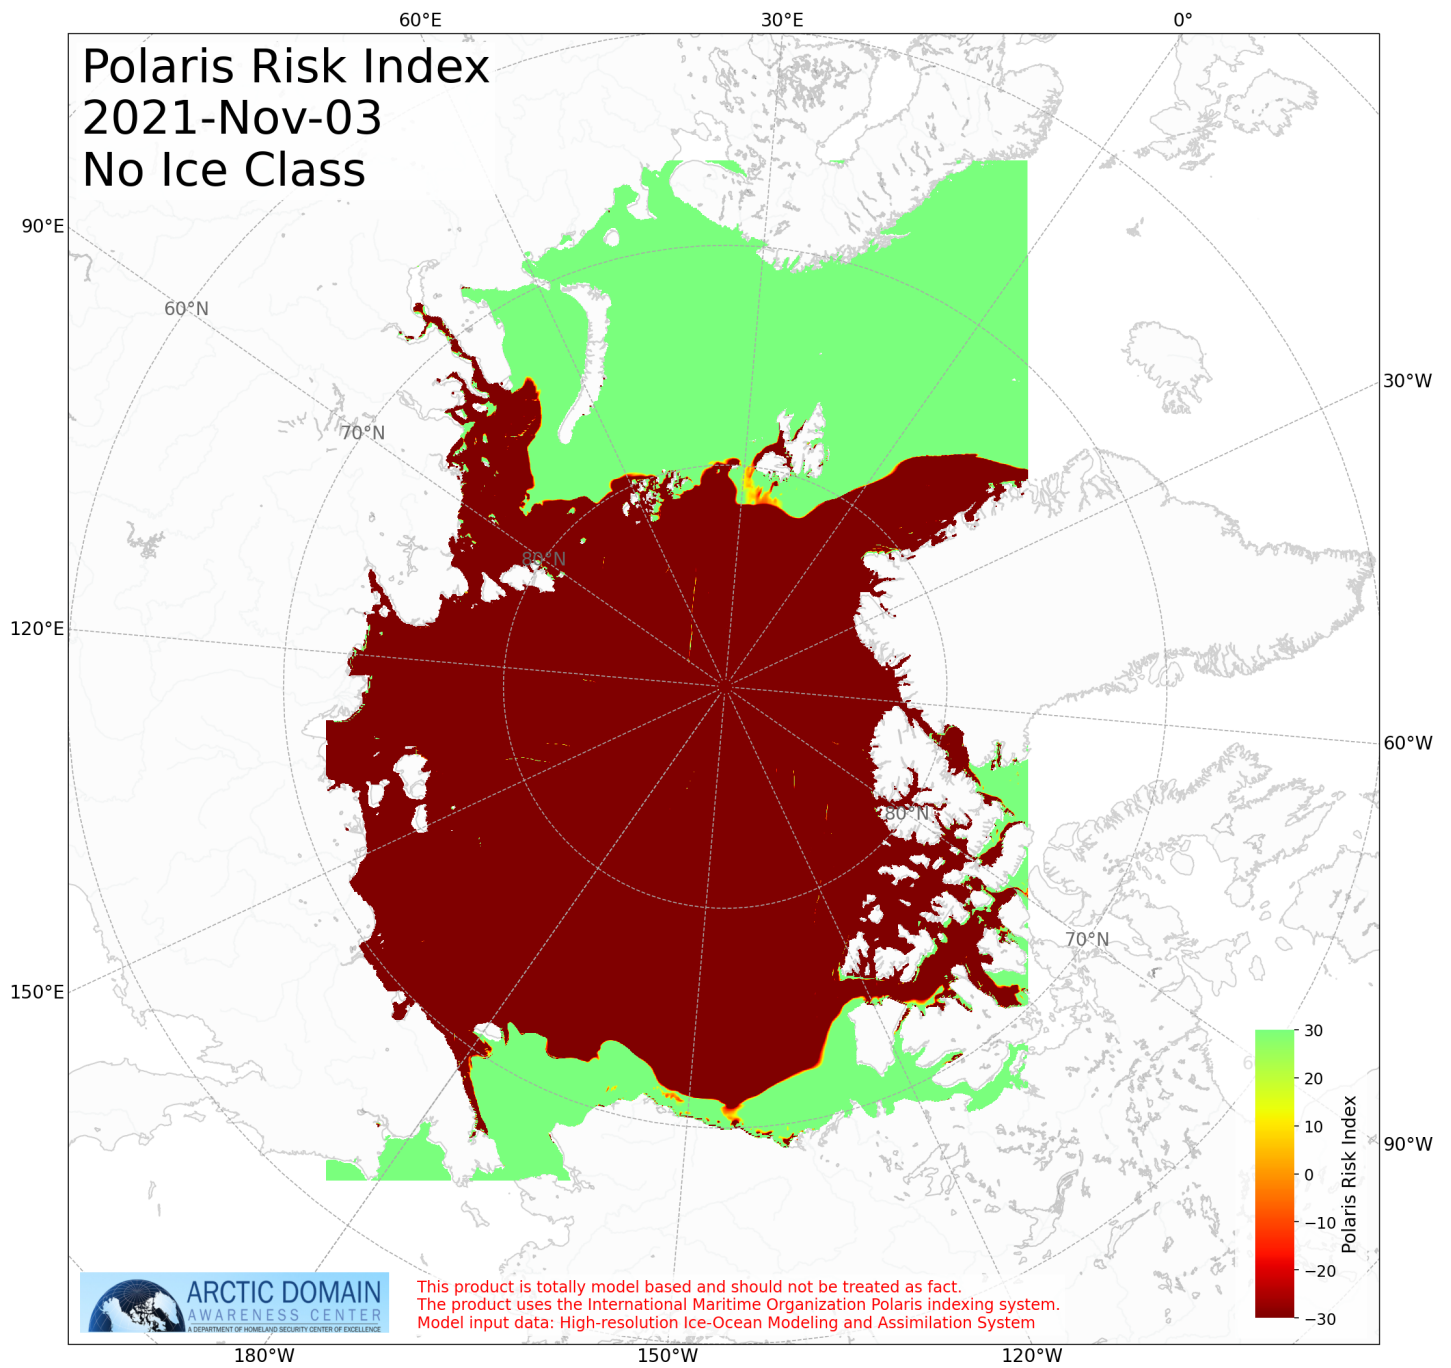 60°E
30°E
0°
Polaris Risk Index
2021-Nov-03
No Ice Class
90°E
60°N
30°W
70°N
80°N
120°E
60°W
80°N
70°N
150°E
30
20
10
0
−10
−20
−30
Polaris Risk Index
90°W
ARCTIC DOMAIN
AWARENESS CENTER
A DEPARTMENT OF HOMELAND SECURITY CENTER OF EXCELLENCE
This product is totally model based and should not be treated as fact.
The product uses the International Maritime Organization Polaris indexing system.
Model input data: High-resolution Ice-Ocean Modeling and Assimilation System
180°W
150°W
120°W